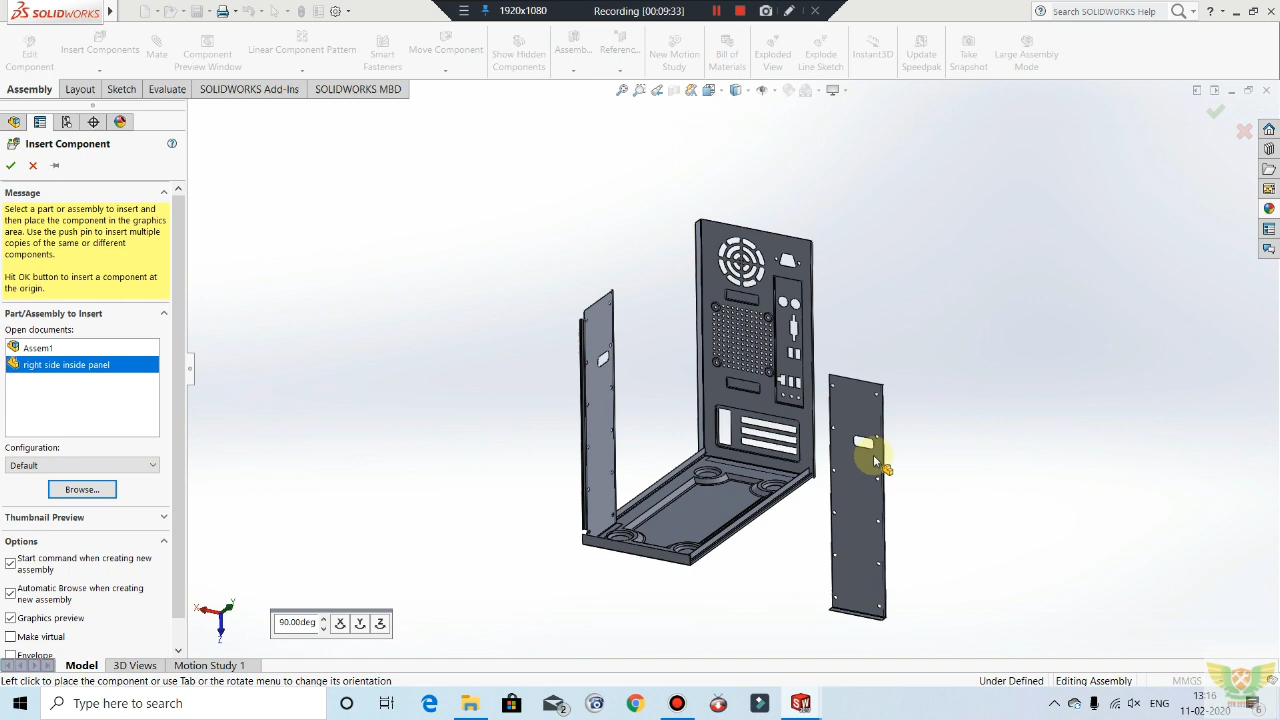 SOLIDWORKS
1920x1080
Recording [00:09:33]
Search SOLIDWORKS Help
?
Edit Component
Insert Components
Mate
Component Preview Window
Linear Component Pattern
Smart Fasteners
Move Component
Show Hidden Components
Assemb...
Referenc...
New Motion Study
Bill of Materials
Exploded View
Explode Line Sketch
Instant3D
Update Speedpak
Take Snapshot
Large Assembly Mode
Assembly
Layout
Sketch
Evaluate
SOLIDWORKS Add-Ins
SOLIDWORKS MBD
Insert Component
Message
Select a part or assembly to insert and
then place the component in the graphics
area. Use the push pin to insert multiple
copies of the same or different
components.
Hit OK button to insert a component at
the origin.
Part/Assembly to Insert
Open documents:
Assem1
right side inside panel
Configuration:
Default
Browse...
Thumbnail Preview
Options
Start command when creating new
assembly
Automatic Browse when creating
new assembly
Graphics preview
Make virtual
Envelope
X
Y
Z
90.00deg
X
Y
Z
Model
3D Views
Motion Study 1
Left click to place the component or use Tab or the rotate menu to change its orientation
Under Defined
Editing Assembly
MMGS
Type here to search
2
ENG
13:16
11-02-2020
6